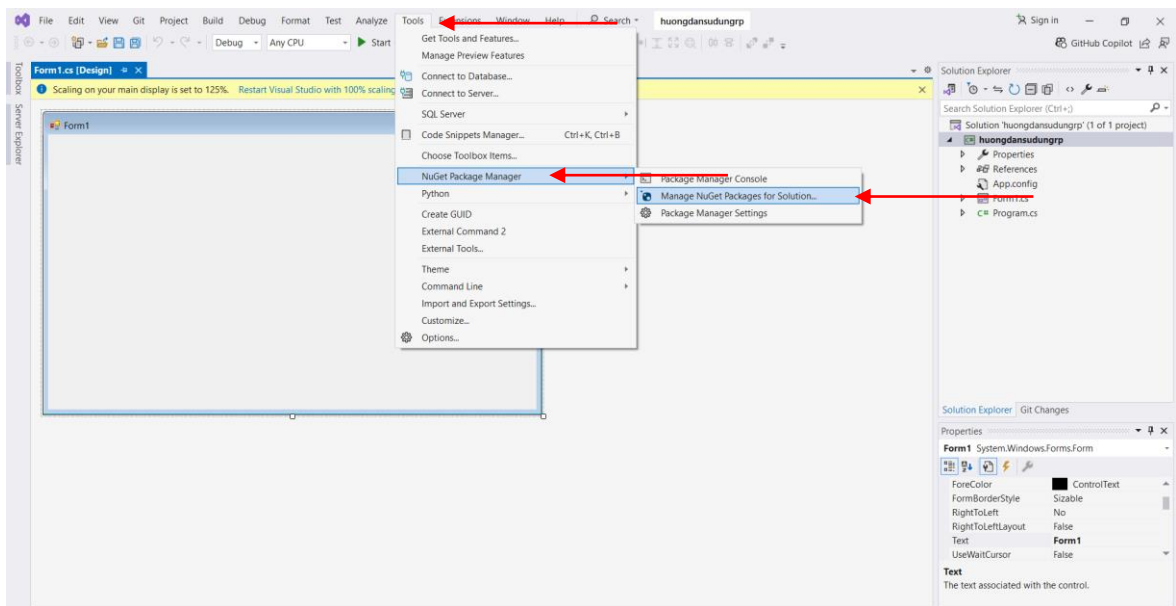 File Edit View Git Project Build Debug Format Test Analyze Tools Extensions Window Help Search huongdansudungrp Sign in
Debug Any CPU Start GitHub Copilot
Toolbox
Server Explorer
Form1.cs [Design]
Scaling on your main display is set to 125%. Restart Visual Studio with 100% scaling
Form1
Get Tools and Features...
Manage Preview Features
Connect to Database...
Connect to Server...
SQL Server
Code Snippets Manager... Ctrl+K, Ctrl+B
Choose Toolbox Items...
NuGet Package Manager
Python
Create GUID
External Command 2
External Tools...
Theme
Command Line
Import and Export Settings...
Customize...
Options...
Package Manager Console
Manage NuGet Packages for Solution...
Package Manager Settings
Solution Explorer
Search Solution Explorer (Ctrl+;)
Solution 'huongdansudungrp' (1 of 1 project)
huongdansudungrp
Properties
References
App.config
Form1.cs
C# Program.cs
Solution Explorer Git Changes
Properties
Form1 System.Windows.Forms.Form
ForeColor ControlText
FormBorderStyle Sizable
RightToLeft No
RightToLeftLayout False
Text Form1
UseWaitCursor False
Text
The text associated with the control.